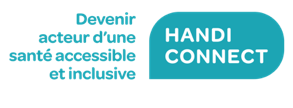 Devenir
acteur d'une
santé accessible
et inclusive
HANDI
CONNECT